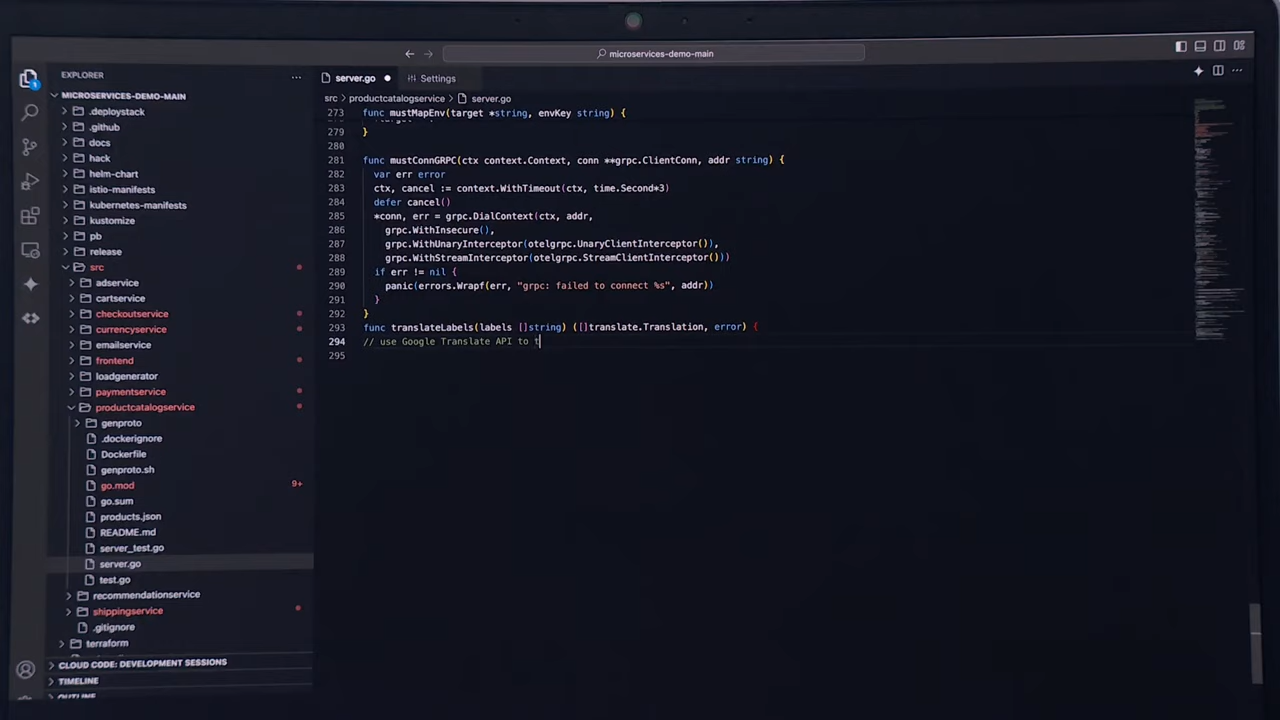 microservices-demo-main
EXPLORER
MICROSERVICES-DEMO-MAIN
.deploystack
.github
docs
hack
helm-chart
istio-manifests
kubernetes-manifests
kustomize
pb
release
src
adservice
cartservice
checkoutservice
currencyservice
emailservice
frontend
loadgenerator
paymentservice
productcatalogservice
genproto
.dockerignore
Dockerfile
genproto.sh
go.mod 9+
go.sum
products.json
README.md
server_test.go
server.go
test.go
recommendationservice
shippingservice
.gitignore
terraform
CLOUD CODE: DEVELOPMENT SESSIONS
TIMELINE
OUTLINE
server.go Settings
src > productcatalogservice > server.go
273 func mustMapEnv(target *string, envKey string) {
279 }
280
281 func mustConnGRPC(ctx context.Context, conn **grpc.ClientConn, addr string) {
282 var err error
283 ctx, cancel := context.WithTimeout(ctx, time.Second*3)
284 defer cancel()
285 *conn, err = grpc.DialContext(ctx, addr,
286 grpc.WithInsecure(),
287 grpc.WithUnaryInterceptor(otelgrpc.UnaryClientInterceptor()),
288 grpc.WithStreamInterceptor(otelgrpc.StreamClientInterceptor()))
289 if err != nil {
290 panic(errors.Wrapf(err, "grpc: failed to connect %s", addr))
291 }
292 }
293 func translateLabels(labels []string) ([]translate.Translation, error) {
294 // use Google Translate API to t
295